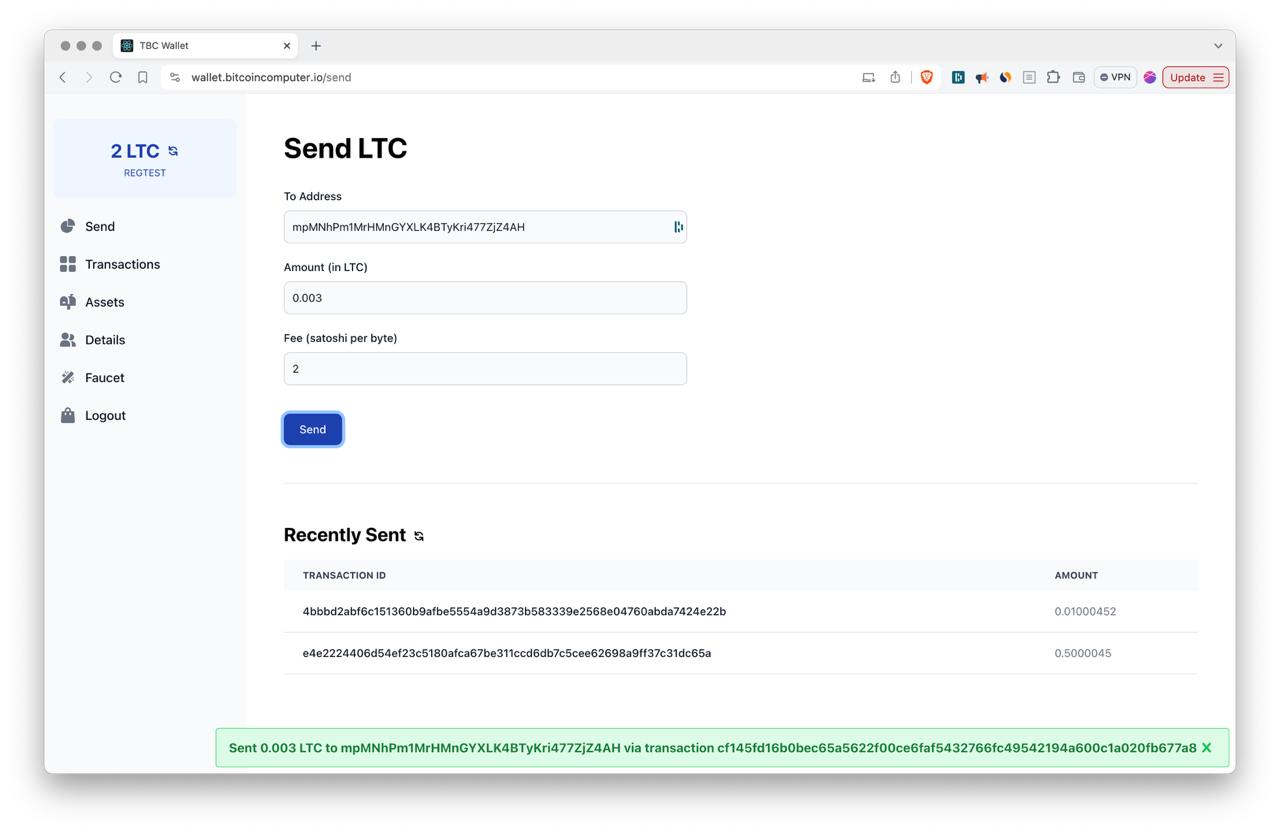 TBC Wallet
wallet.bitcoincomputer.io/send
VPN
Update
2 LTC
REGTEST
Send
Transactions
Assets
Details
Faucet
Logout
Send LTC
To Address
mpMNhPm1MrHMnGYXLK4BTyKri477ZjZ4AH
Amount (in LTC)
0.003
Fee (satoshi per byte)
2
Send
Recently Sent
TRANSACTION ID AMOUNT
4bbbd2abf6c151360b9afbe5554a9d3873b583339e2568e04760abda7424e22b 0.01000452
e4e2224406d54ef23c5180afca67be311ccd6db7c5cee62698a9ff37c31dc65a 0.5000045
Sent 0.003 LTC to mpMNhPm1MrHMnGYXLK4BTyKri477ZjZ4AH via transaction cf145fd16b0bec65a5622f00ce6faf5432766fc49542194a600c1a020fb677a8 X